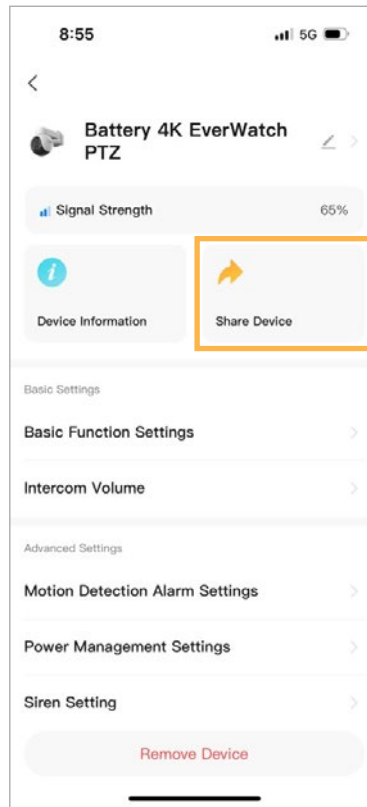 8:55
5G
Battery 4K EverWatch
PTZ
Signal Strength
65%
i
Device Information
Share Device
Basic Settings
Basic Function Settings
Intercom Volume
Advanced Settings
Motion Detection Alarm Settings
Power Management Settings
Siren Setting
Remove Device